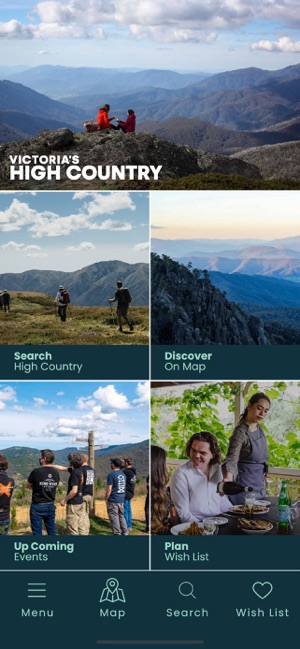 VICTORIA'S
HIGH COUNTRY
Search
High Country
Discover
On Map
Up Coming
Events
Plan
Wish List
Menu
Map
Search
Wish List